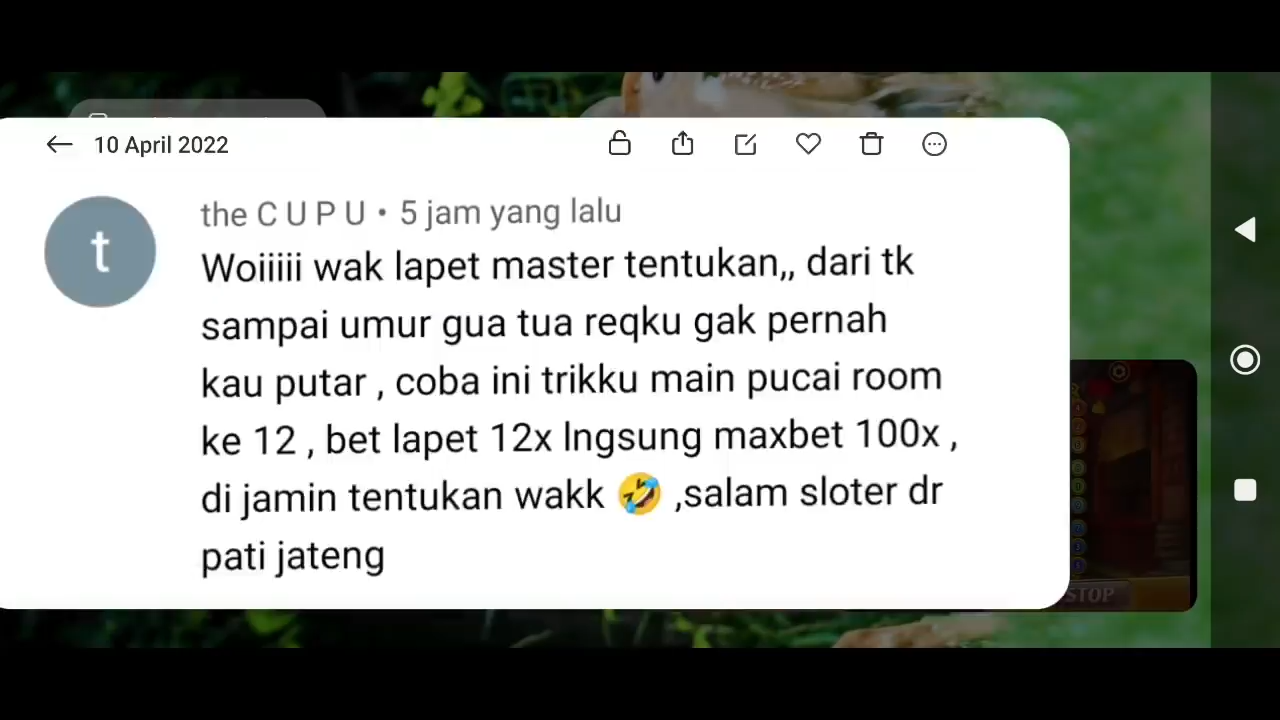 10 April 2022
t
the C U P U • 5 jam yang lalu
Woiiiii wak lapet master tentukan,, dari tk
sampai umur gua tua reqku gak pernah
kau putar , coba ini trikku main pucai room
ke 12 , bet lapet 12x lngsung maxbet 100x ,
di jamin tentukan wakk 🤣 ,salam sloter dr
pati jateng
STOP